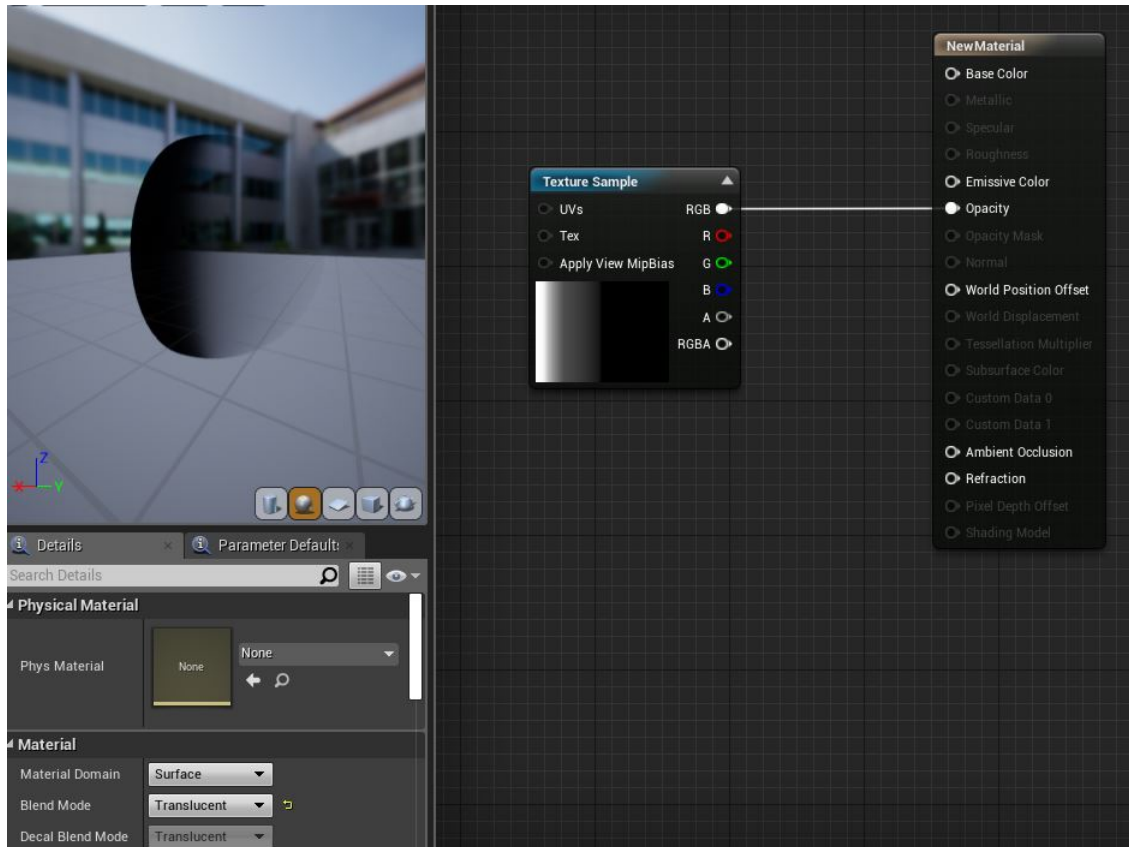 NewMaterial
Base Color
Metallic
Specular
Roughness
Emissive Color
Opacity
Opacity Mask
Normal
World Position Offset
World Displacement
Tessellation Multiplier
Subsurface Color
Custom Data 0
Custom Data 1
Ambient Occlusion
Refraction
Pixel Depth Offset
Shading Model
Texture Sample
UVs RGB
Tex R
Apply View MipBias G
B
A
RGBA
Z
X Y
Details Parameter Defaults
Search Details
Physical Material
Phys Material None None
Material
Material Domain Surface
Blend Mode Translucent
Decal Blend Mode Translucent